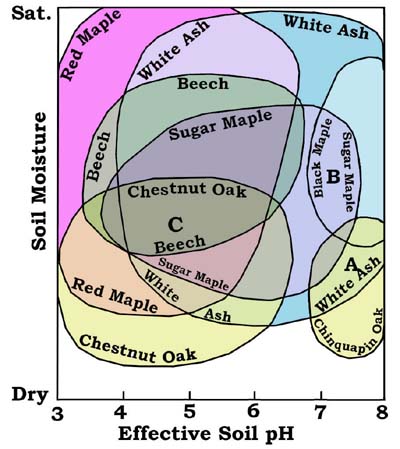 Sat.
Red Maple
White Ash
White Ash
Beech
Sugar Maple
Beech
Black Maple
Sugar Maple
B
Chestnut Oak
C
Beech
Sugar Maple
A
White Ash
White
Ash
Red Maple
Chinquapin Oak
Chestnut Oak
Soil Moisture
Dry
3 4 5 6 7 8
Effective Soil pH